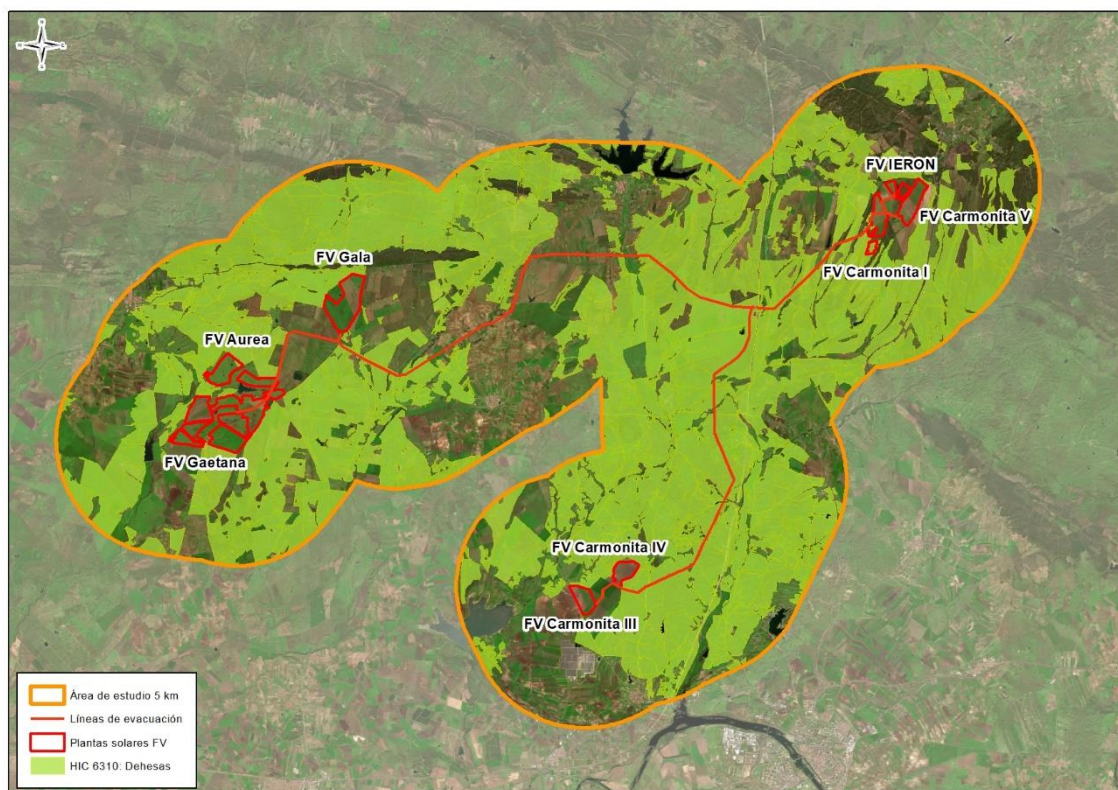 FV IERON
FV Carmonita V
FV Carmonita I
FV Gala
FV Aurea
FV Gaetana
FV Carmonita IV
FV Carmonita III
Área de estudio 5 km
Líneas de evacuación
Plantas solares FV
HIC 6310: Dehesas